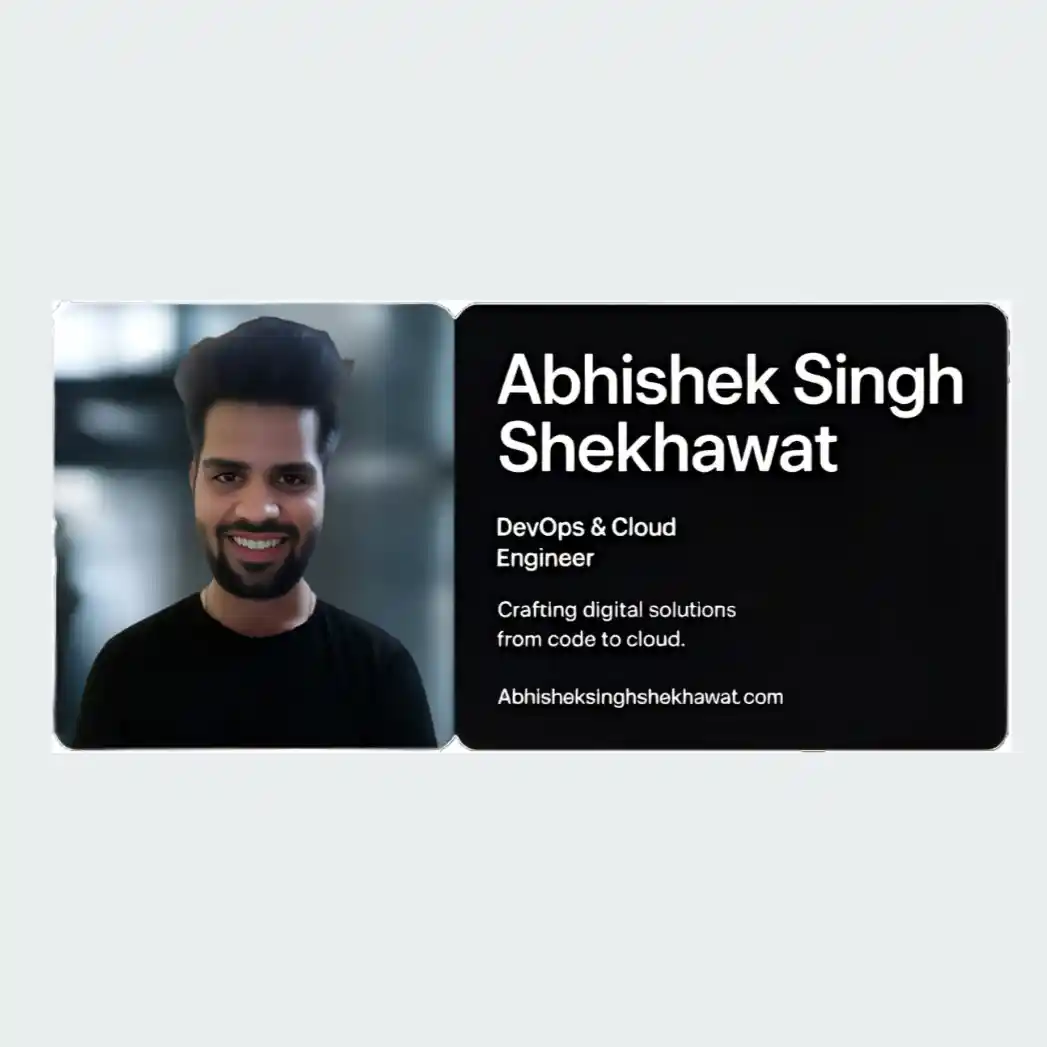 Abhishek Singh
Shekhawat
DevOps & Cloud
Engineer
Crafting digital solutions
from code to cloud.
Abhisheksinghshekhawat.com